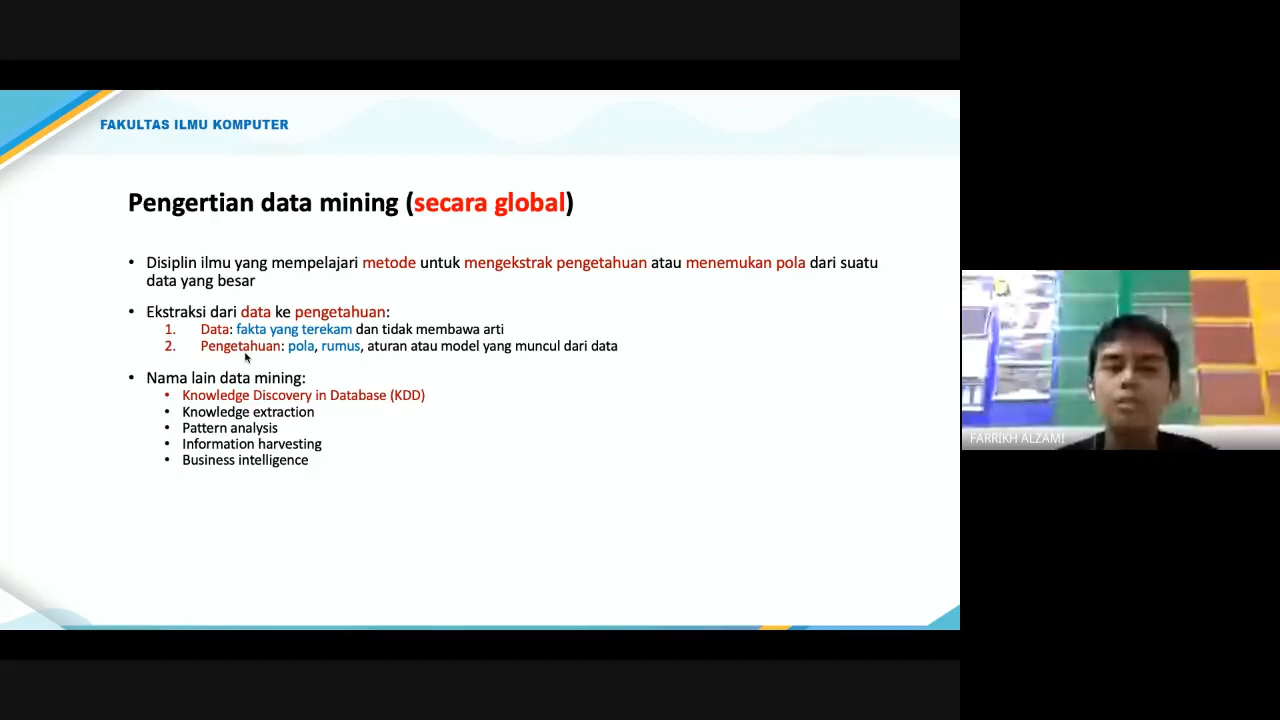 FAKULTAS ILMU KOMPUTER
Pengertian data mining (secara global)
• Disiplin ilmu yang mempelajari metode untuk mengekstrak pengetahuan atau menemukan pola dari suatu
data yang besar
• Ekstraksi dari data ke pengetahuan:
1. Data: fakta yang terekam dan tidak membawa arti
2. Pengetahuan: pola, rumus, aturan atau model yang muncul dari data
• Nama lain data mining:
• Knowledge Discovery in Database (KDD)
• Knowledge extraction
• Pattern analysis
• Information harvesting
• Business intelligence
FARRIKH ALZAMI